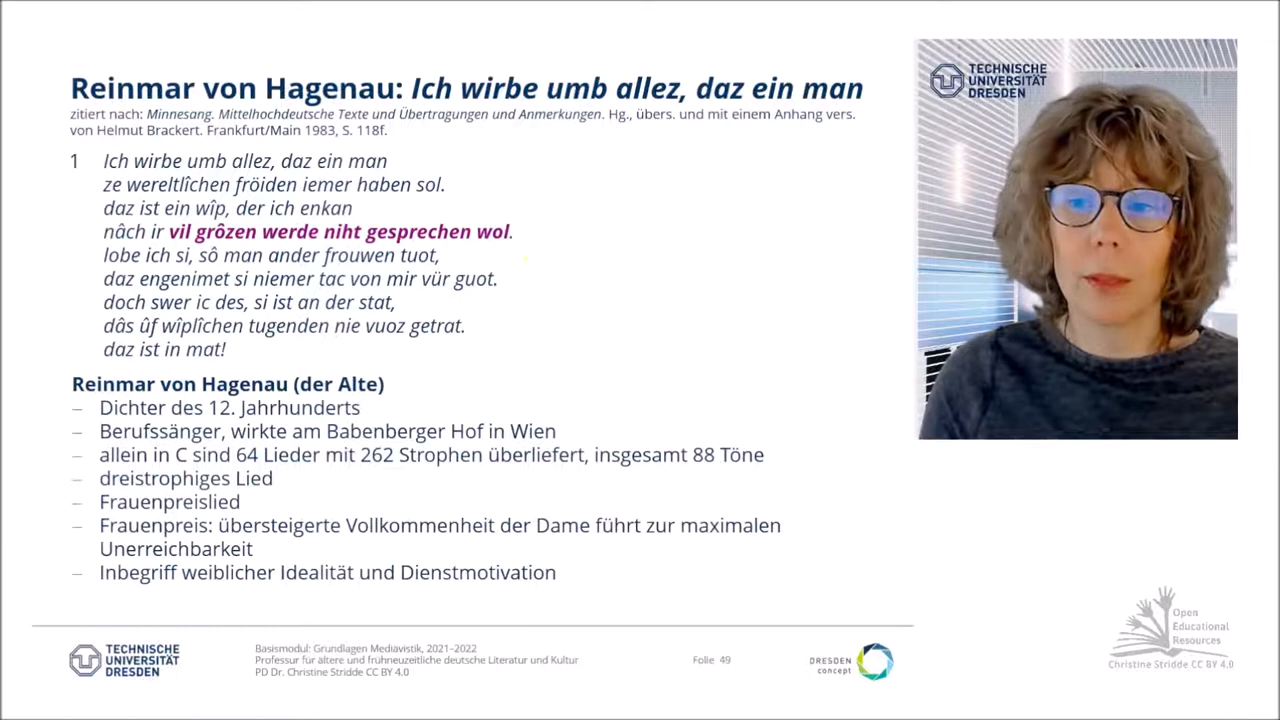 Reinmar von Hagenau: Ich wirbe umb allez, daz ein man
zitiert nach: Minnesang. Mittelhochdeutsche Texte und Übertragungen und Anmerkungen. Hg., übers. und mit einem Anhang vers.
von Helmut Brackert. Frankfurt/Main 1983, S. 118f.
1 Ich wirbe umb allez, daz ein man
ze wereltlîchen fröiden iemer haben sol.
daz ist ein wîp, der ich enkan
nâch ir vil grôzen werde niht gesprechen wol.
lobe ich si, sô man ander frouwen tuot,
daz engenimet si niemer tac von mir vür guot.
doch swer ic des, si ist an der stat,
dâs ûf wîplîchen tugenden nie vuoz getrat.
daz ist in mat!
Reinmar von Hagenau (der Alte)
– Dichter des 12. Jahrhunderts
– Berufssänger, wirkte am Babenberger Hof in Wien
– allein in C sind 64 Lieder mit 262 Strophen überliefert, insgesamt 88 Töne
– dreistrophiges Lied
– Frauenpreislied
– Frauenpreis: übersteigerte Vollkommenheit der Dame führt zur maximalen
Unerreichbarkeit
– Inbegriff weiblicher Idealität und Dienstmotivation
TECHNISCHE
UNIVERSITÄT
DRESDEN
TECHNISCHE
UNIVERSITÄT
DRESDEN
Basismodul: Grundlagen Mediävistik, 2021–2022
Professur für ältere und frühneuzeitliche deutsche Literatur und Kultur
PD Dr. Christine Stridde CC BY 4.0
Folie 49
DRESDEN
concept
Open
Educational
Resources
Christine Stridde CC BY 4.0